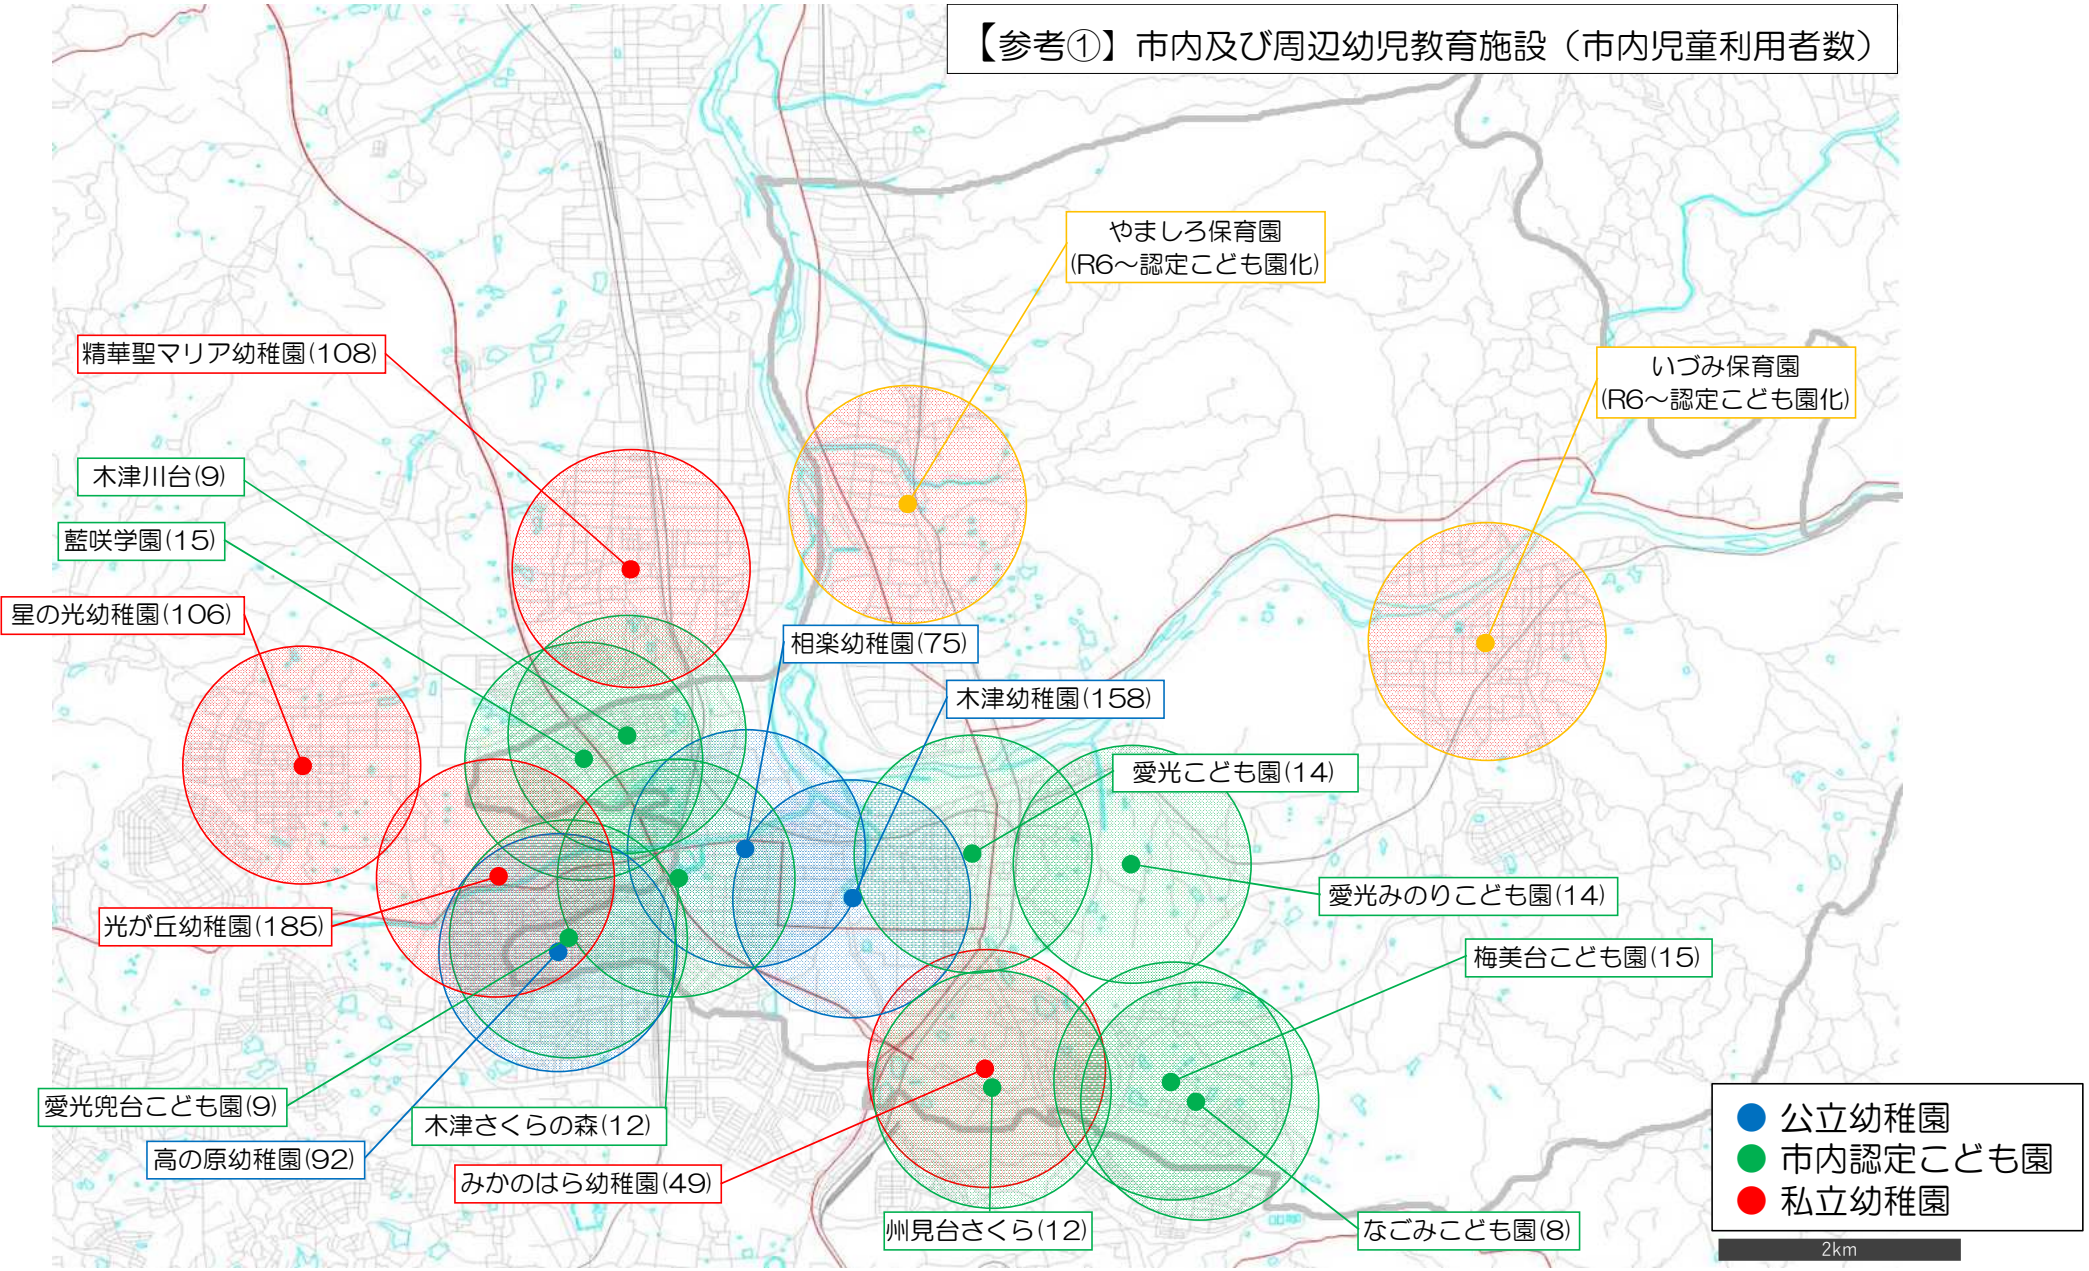 【参考①】市内及び周辺幼児教育施設（市内児童利用者数）
やましろ保育園
(R6～認定こども園化)
精華聖マリア幼稚園(108)
いづみ保育園
(R6～認定こども園化)
木津川台(9)
藍咲学園(15)
星の光幼稚園(106)
相楽幼稚園(75)
木津幼稚園(158)
愛光こども園(14)
愛光みのりこども園(14)
光が丘幼稚園(185)
梅美台こども園(15)
愛光兜台こども園(9)
木津さくらの森(12)
高の原幼稚園(92)
みかのはら幼稚園(49)
州見台さくら(12)
なごみこども園(8)
公立幼稚園
市内認定こども園
私立幼稚園
2km